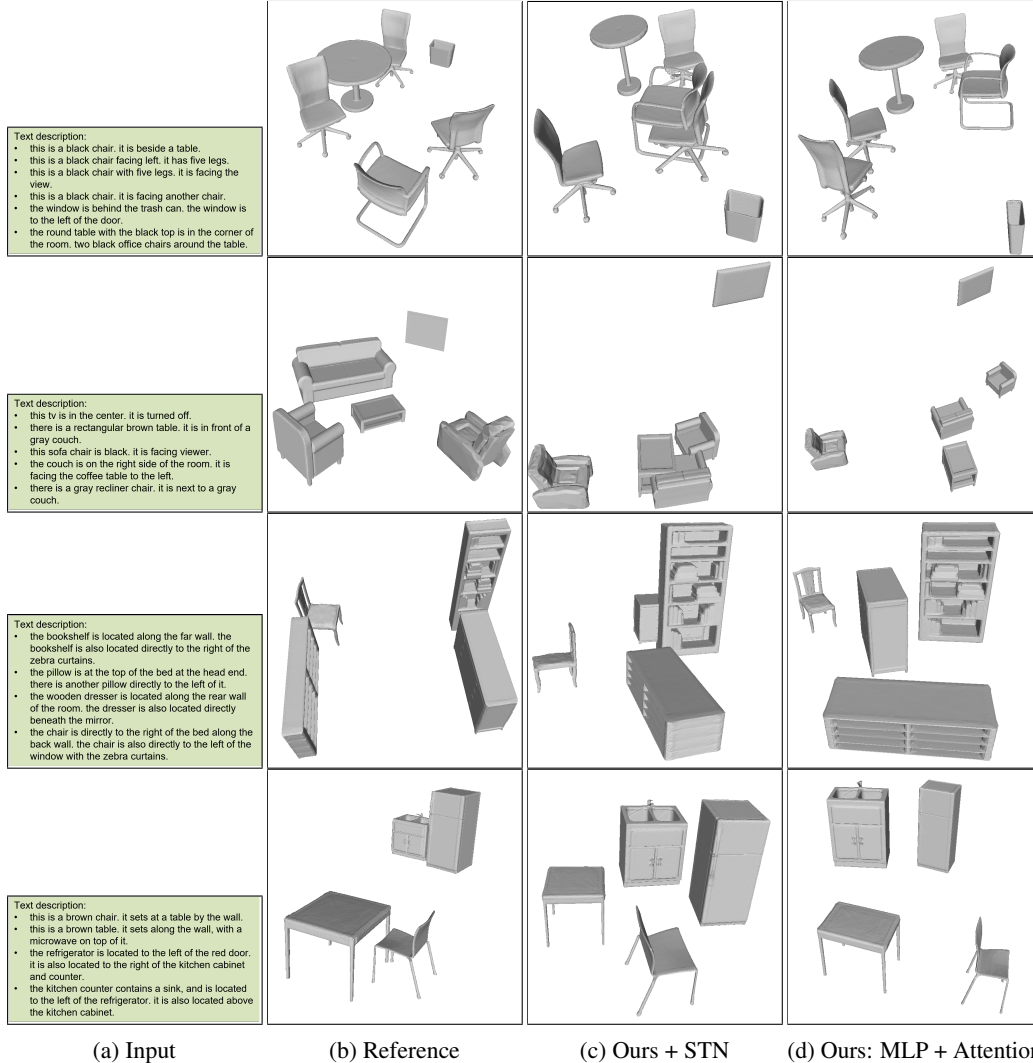 Text description:
• this is a black chair. it is beside a table.
• this is a black chair facing left. it has five legs.
• this is a black chair with five legs. it is facing the
view.
• this is a black chair. it is facing another chair.
• the window is behind the trash can. the window is
to the left of the door.
• the round table with the black top is in the corner of
the room. two black office chairs around the table.
Text description:
• this tv is in the center. it is turned off.
• there is a rectangular brown table. it is in front of a
gray couch.
• this sofa chair is black. it is facing viewer.
• the couch is on the right side of the room. it is
facing the coffee table to the left.
• there is a gray recliner chair. it is next to a gray
couch.
Text description:
• the bookshelf is located along the far wall. the
bookshelf is also located directly to the right of the
zebra curtains.
• the pillow is at the top of the bed at the head end.
there is another pillow directly to the left of it.
• the wooden dresser is located along the rear wall
of the room. the dresser is also located directly
beneath the mirror.
• the chair is directly to the right of the bed along the
back wall. the chair is also directly to the left of the
window with the zebra curtains.
Text description:
• this is a brown chair. it sets at a table by the wall.
• this is a brown table. it sets along the wall, with a
microwave on top of it.
• the refrigerator is located to the left of the red door.
it is also located to the right of the kitchen cabinet
and counter.
• the kitchen counter contains a sink, and is located
to the left of the refrigerator. it is also located above
the kitchen cabinet.
(a) Input
(b) Reference
(c) Ours + STN
(d) Ours: MLP + Attention